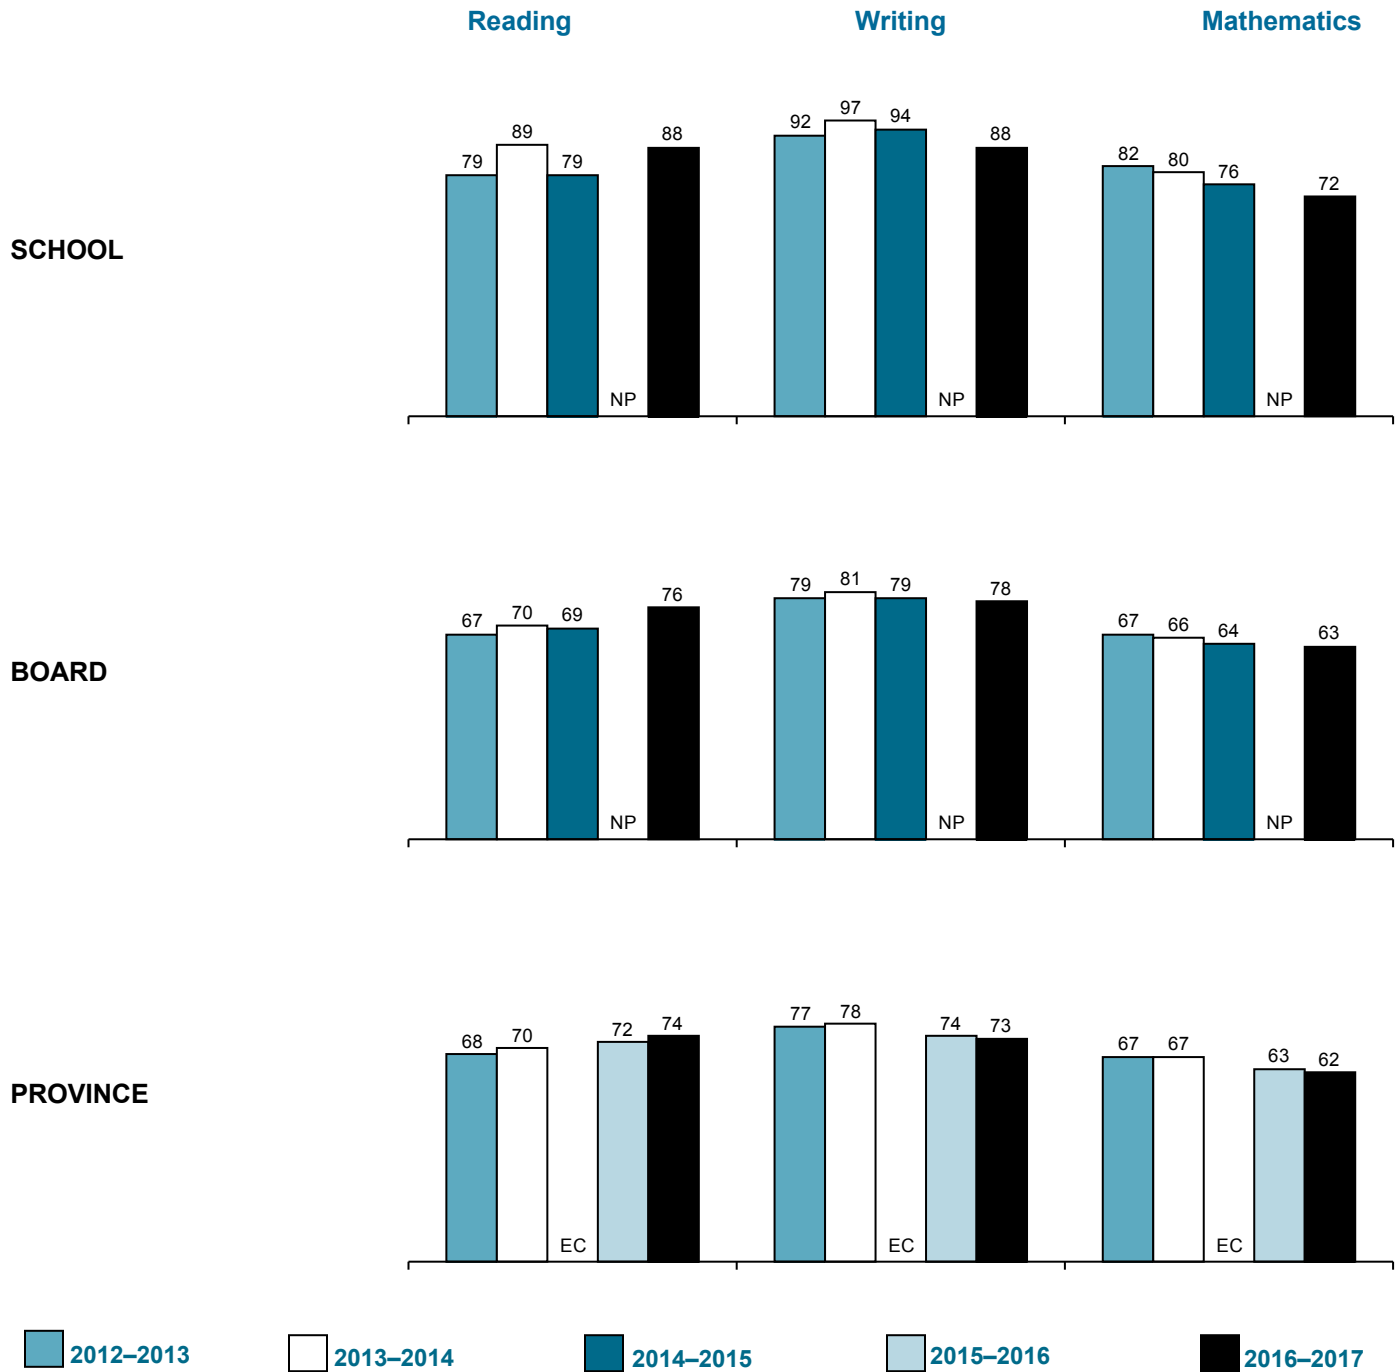 Reading Writing Mathematics
SCHOOL
79 89 79 NP 88 92 97 94 NP 88 82 80 76 NP 72
BOARD
67 70 69 NP 76 79 81 79 NP 78 67 66 64 NP 63
PROVINCE
68 70 EC 72 74 77 78 EC 74 73 67 67 EC 63 62
2012–2013 2013–2014 2014–2015 2015–2016 2016–2017